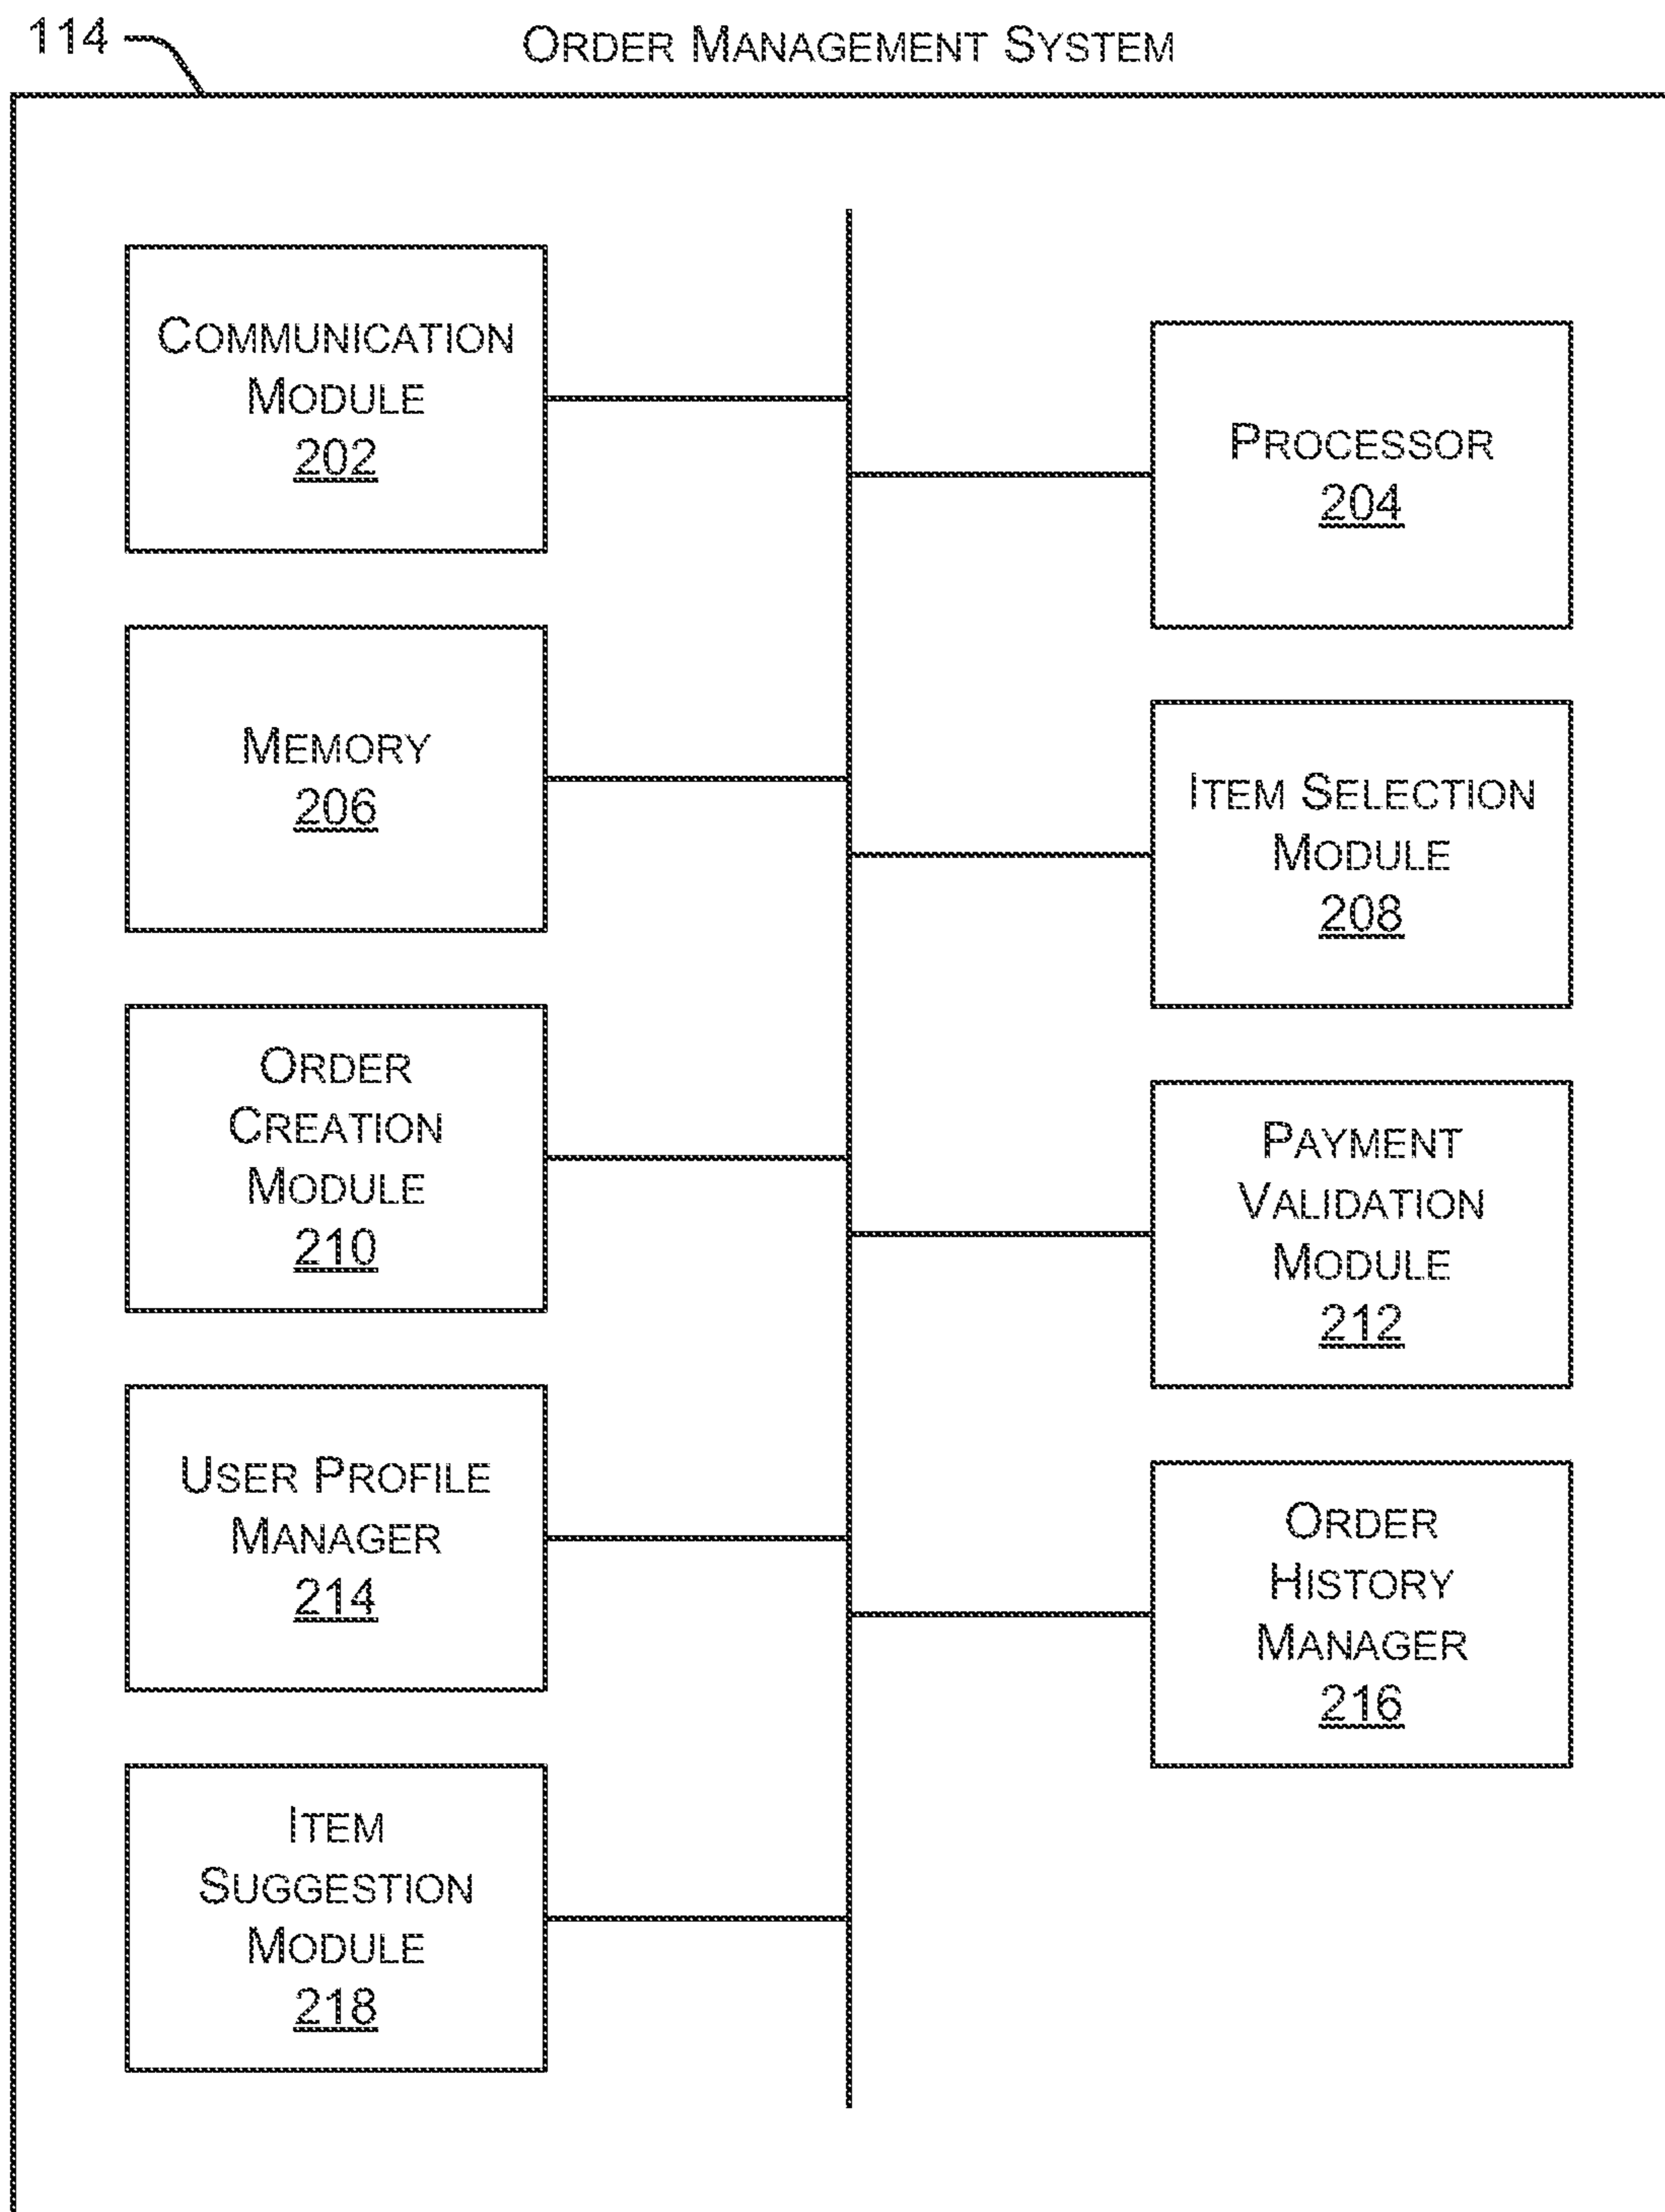 114
ORDER MANAGEMENT SYSTEM
COMMUNICATION
MODULE
202
PROCESSOR
204
MEMORY
206
ITEM SELECTION
MODULE
208
ORDER
CREATION
MODULE
210
PAYMENT
VALIDATION
MODULE
212
USER PROFILE
MANAGER
214
ORDER
HISTORY
MANAGER
216
ITEM
SUGGESTION
MODULE
218